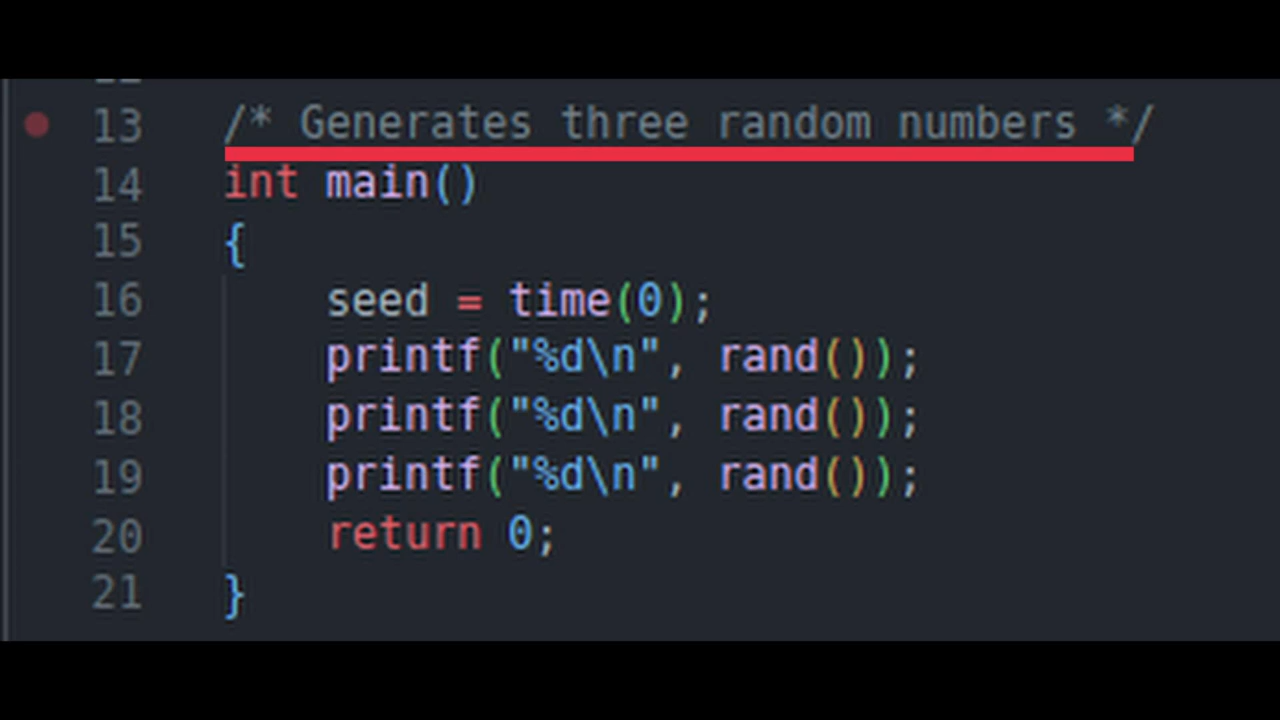 13 /* Generates three random numbers */
14 int main()
15 {
16 seed = time(0);
17 printf("%d\n", rand());
18 printf("%d\n", rand());
19 printf("%d\n", rand());
20 return 0;
21 }